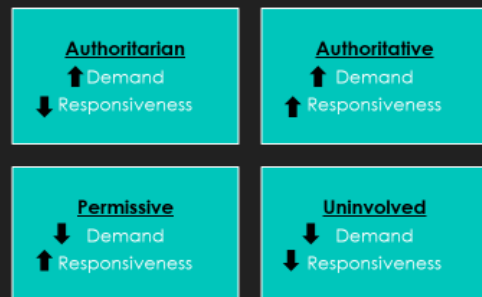 Authoritarian
Demand
Responsiveness
Authoritative
Demand
Responsiveness
Permissive
Demand
Responsiveness
Uninvolved
Demand
Responsiveness